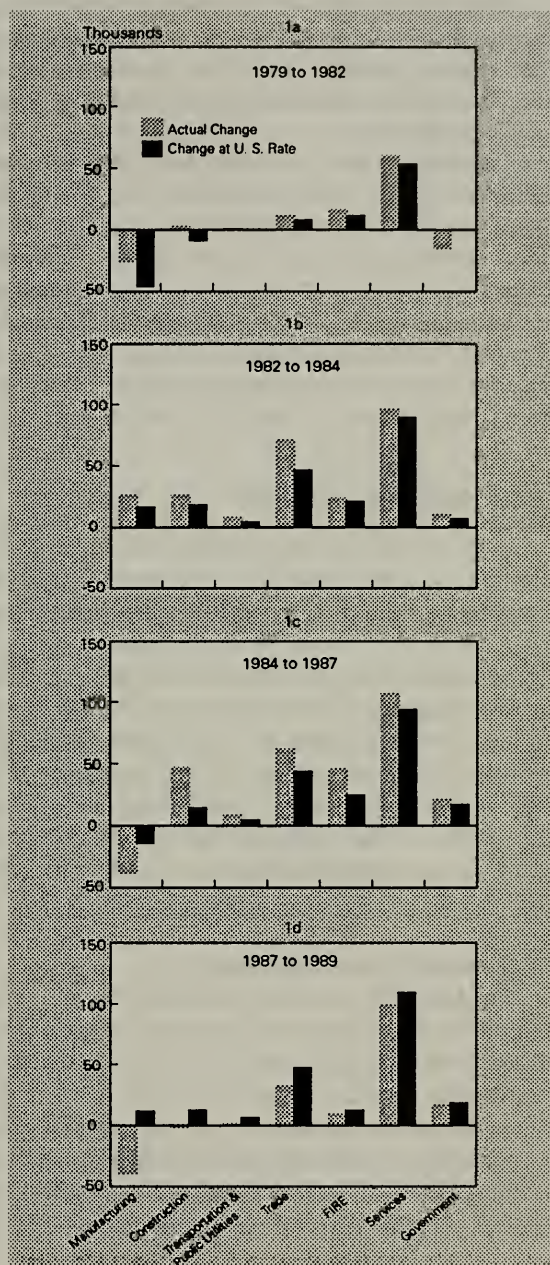 1a
Thousands
150
1979 to 1982
100
Actual Change
Change at U. S. Rate
50
0
-50
1b
150
1982 to 1984
100
50
0
-50
1c
150
1984 to 1987
100
50
0
-50
1d
150
1987 to 1989
100
50
0
-50
Manufacturing
Construction
Transportation &
Public Utilities
Trade
FIRE
Services
Government